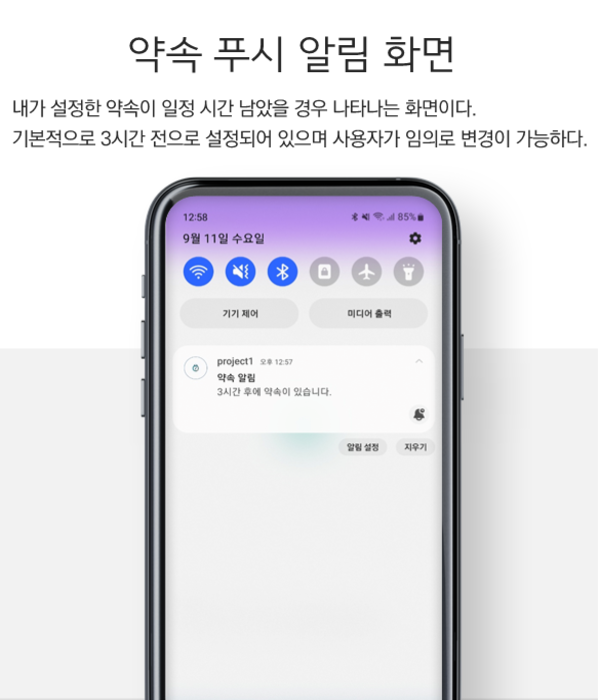 약속 푸시 알림 화면
내가 설정한 약속이 일정 시간 남았을 경우 나타나는 화면이다.
기본적으로 3시간 전으로 설정되어 있으며 사용자가 임의로 변경이 가능하다.
12:58 85%
9월 11일 수요일
기기 제어 미디어 출력
project1 오후 12:57
약속 알림
3시간 후에 약속이 있습니다.
알림 설정 지우기